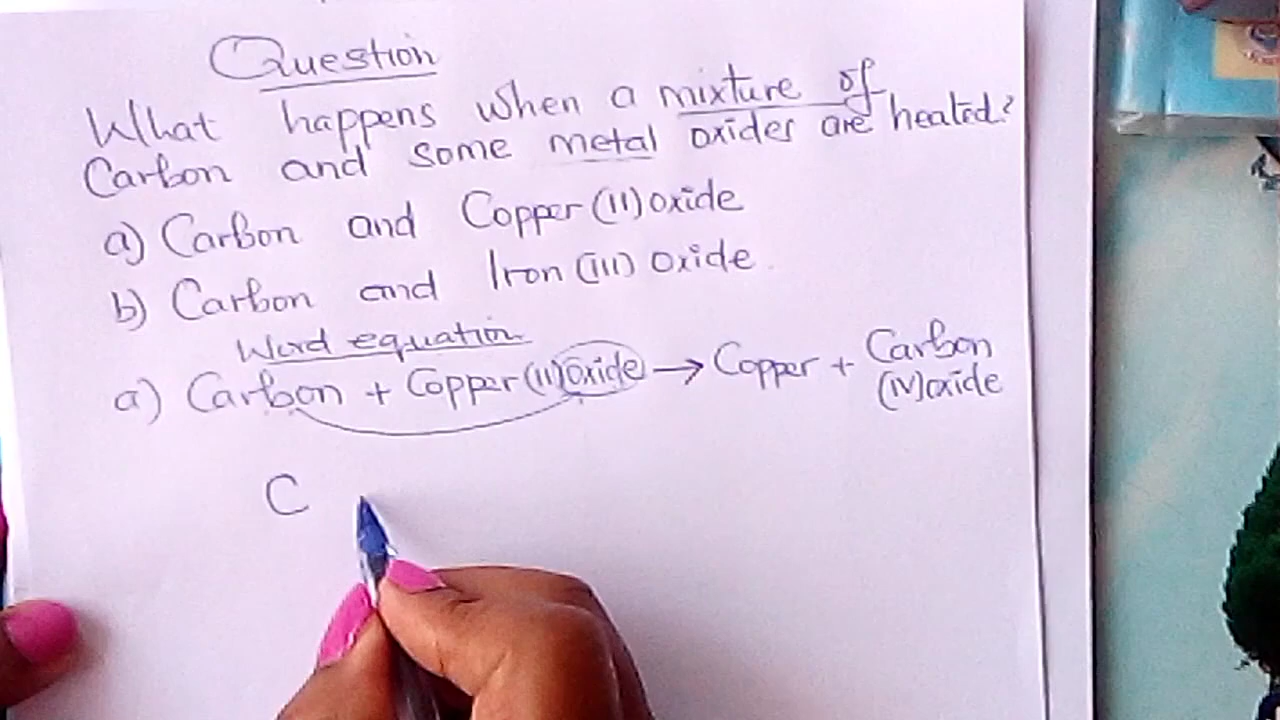 Question
What happens when a mixture of
Carbon and some metal oxides are heated?
a) Carbon and Copper (II) oxide
b) Carbon and Iron (III) oxide.
Word equation
a) Carbon + Copper (II) oxide → Copper + Carbon
(IV) oxide
C